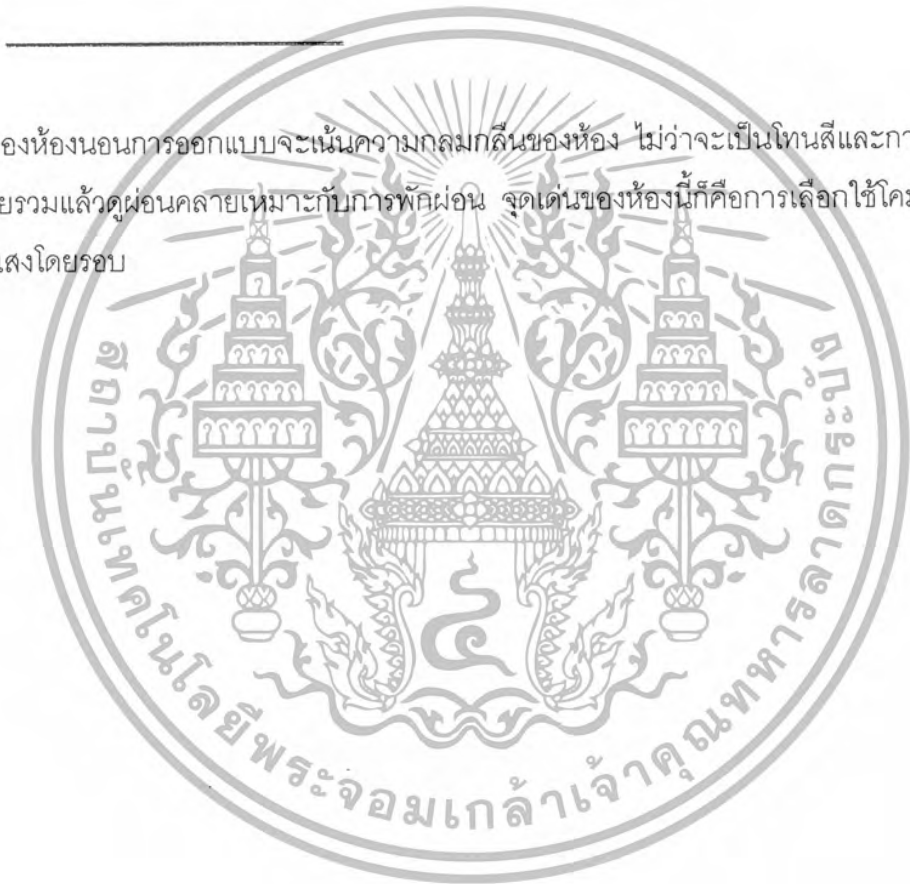 องห้องนอนการออกแบบจะเน้นความกลมกลืนของห้อง ไม่ว่าจะเป็นโทนสีและกา
ยรวมแล้วดูผ่อนคลายเหมาะกับการพักผ่อน จุดเด่นของห้องนี้ก็คือการเลือกใช้โคม
แสงโดยรอบ
สถาบันเทคโนโลยีพระจอมเกล้าเจ้าคุณทหารลาดกระบัง
๔